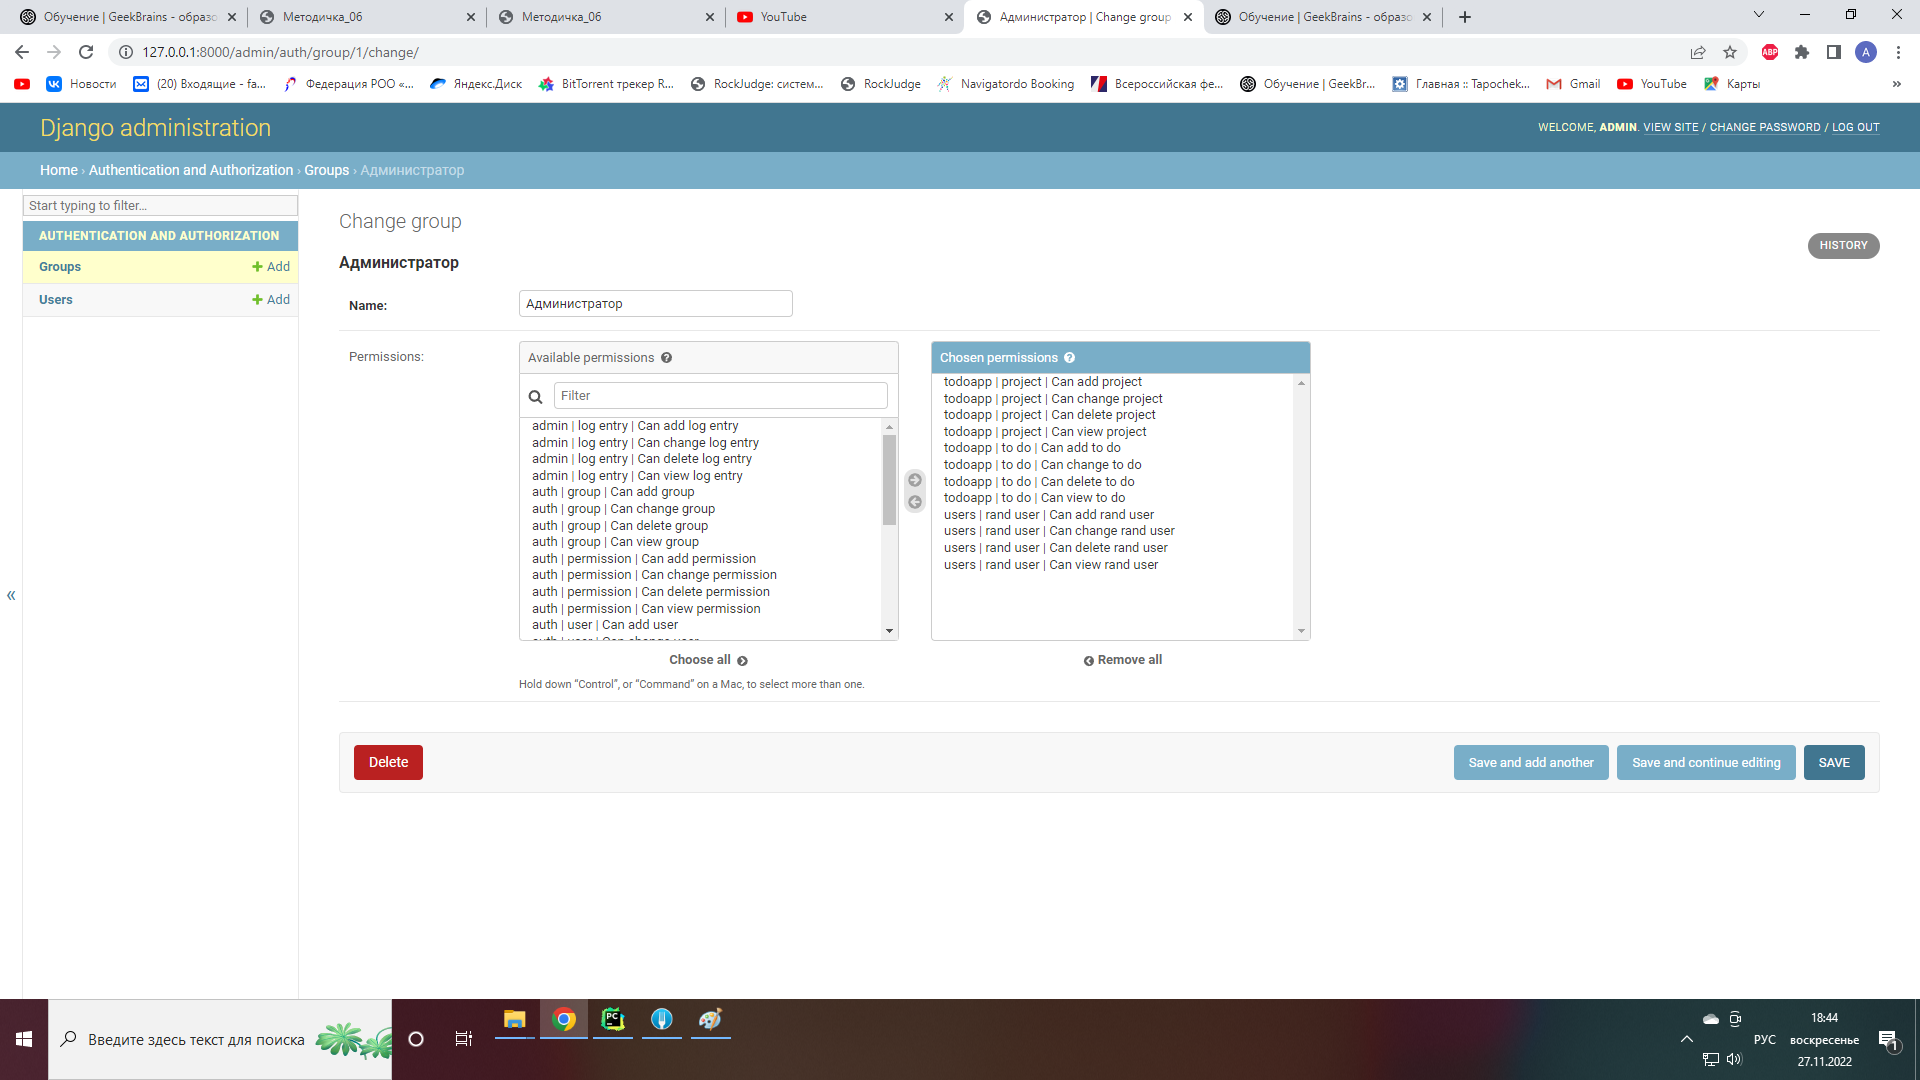 Обучение | GeekBrains - образо
Методичка_06
Методичка_06
YouTube
Администратор | Change group
Обучение | GeekBrains - образо
127.0.0.1:8000/admin/auth/group/1/change/
ABP
A
Новости
(20) Входящие - fa...
Федерация РОО «...
Яндекс.Диск
BitTorrent трекер R...
RockJudge: систем...
RockJudge
Navigatordo Booking
Всероссийская фе...
Обучение | GeekBr...
Главная :: Tapochek...
Gmail
YouTube
Карты
»
Django administration
WELCOME, ADMIN. VIEW SITE / CHANGE PASSWORD / LOG OUT
Home › Authentication and Authorization › Groups › Администратор
Start typing to filter...
AUTHENTICATION AND AUTHORIZATION
Groups
Add
Users
Add
«
Change group
HISTORY
Администратор
Name:
Администратор
Permissions:
Available permissions
Filter
admin | log entry | Can add log entry
admin | log entry | Can change log entry
admin | log entry | Can delete log entry
admin | log entry | Can view log entry
auth | group | Can add group
auth | group | Can change group
auth | group | Can delete group
auth | group | Can view group
auth | permission | Can add permission
auth | permission | Can change permission
auth | permission | Can delete permission
auth | permission | Can view permission
auth | user | Can add user
auth | user | Can change user
Choose all
Hold down “Control”, or “Command” on a Mac, to select more than one.
Chosen permissions
todoapp | project | Can add project
todoapp | project | Can change project
todoapp | project | Can delete project
todoapp | project | Can view project
todoapp | to do | Can add to do
todoapp | to do | Can change to do
todoapp | to do | Can delete to do
todoapp | to do | Can view to do
users | rand user | Can add rand user
users | rand user | Can change rand user
users | rand user | Can delete rand user
users | rand user | Can view rand user
Remove all
Delete
Save and add another
Save and continue editing
SAVE
Введите здесь текст для поиска
PC
РУС
18:44
воскресенье
27.11.2022
1